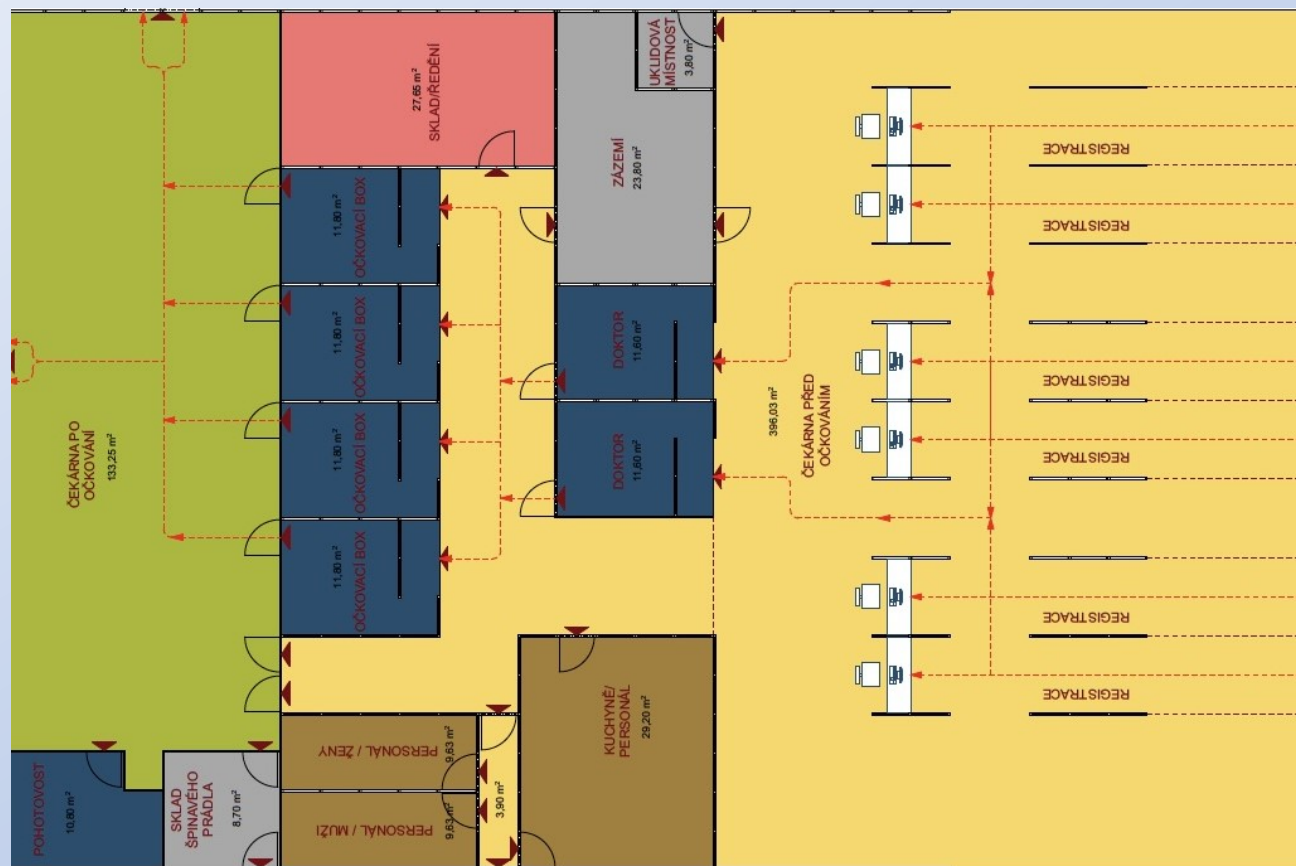 ČEKÁRNA PO
OČKOVÁNÍ
133,25 m²
27,65 m²
SKLAD/ŘEDĚNÍ
UKLIDOVÁ
MÍSTNOST
3,80 m²
ZÁZEMÍ
23,80 m²
11,80 m²
OČKOVACÍ BOX
11,80 m²
OČKOVACÍ BOX
11,80 m²
OČKOVACÍ BOX
11,80 m²
OČKOVACÍ BOX
DOKTOR
11,60 m²
DOKTOR
11,60 m²
396,03 m²
ČEKÁRNA PŘED
OČKOVÁNÍM
REGISTRACE
REGISTRACE
REGISTRACE
REGISTRACE
REGISTRACE
REGISTRACE
POHOTOVOST
10,80 m²
SKLAD
ŠPINAVÉHO
PRÁDLA
8,70 m²
PERSONÁL / ŽENY
9,63 m²
PERSONÁL / MUŽI
9,63 m²
3,90 m²
KUCHYNĚ/
PERSONÁL
29,20 m²